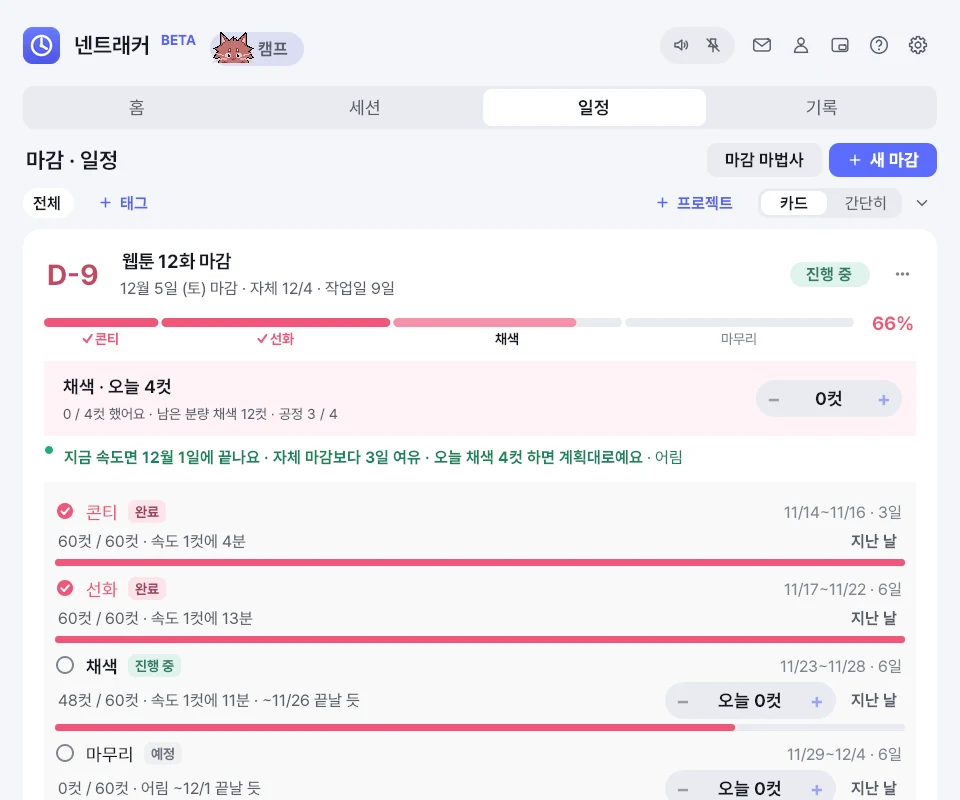 넨트래커 BETA 캠프
홈 세션 일정 기록
마감 · 일정 마감 마법사 + 새 마감
전체 + 태그 + 프로젝트 카드 간단히
D-9 웹툰 12화 마감
12월 5일 (토) 마감 · 자체 12/4 · 작업일 9일 진행 중 ···
콘티 선화 채색 마무리 66%
채색 · 오늘 4컷
0 / 4컷 했어요 · 남은 분량 채색 12컷 · 공정 3 / 4 − 0컷 +
지금 속도면 12월 1일에 끝나요 · 자체 마감보다 3일 여유 · 오늘 채색 4컷 하면 계획대로예요 · 어림
콘티 완료 11/14~11/16 · 3일
60컷 / 60컷 · 속도 1컷에 4분 지난 날
선화 완료 11/17~11/22 · 6일
60컷 / 60컷 · 속도 1컷에 13분 지난 날
채색 진행 중 11/23~11/28 · 6일
48컷 / 60컷 · 속도 1컷에 11분 · ~11/26 끝날 듯 − 오늘 0컷 + 지난 날
마무리 예정 11/29~12/4 · 6일
0컷 / 60컷 · 어림 ~12/1 끝날 듯 − 오늘 0컷 + 지난 날